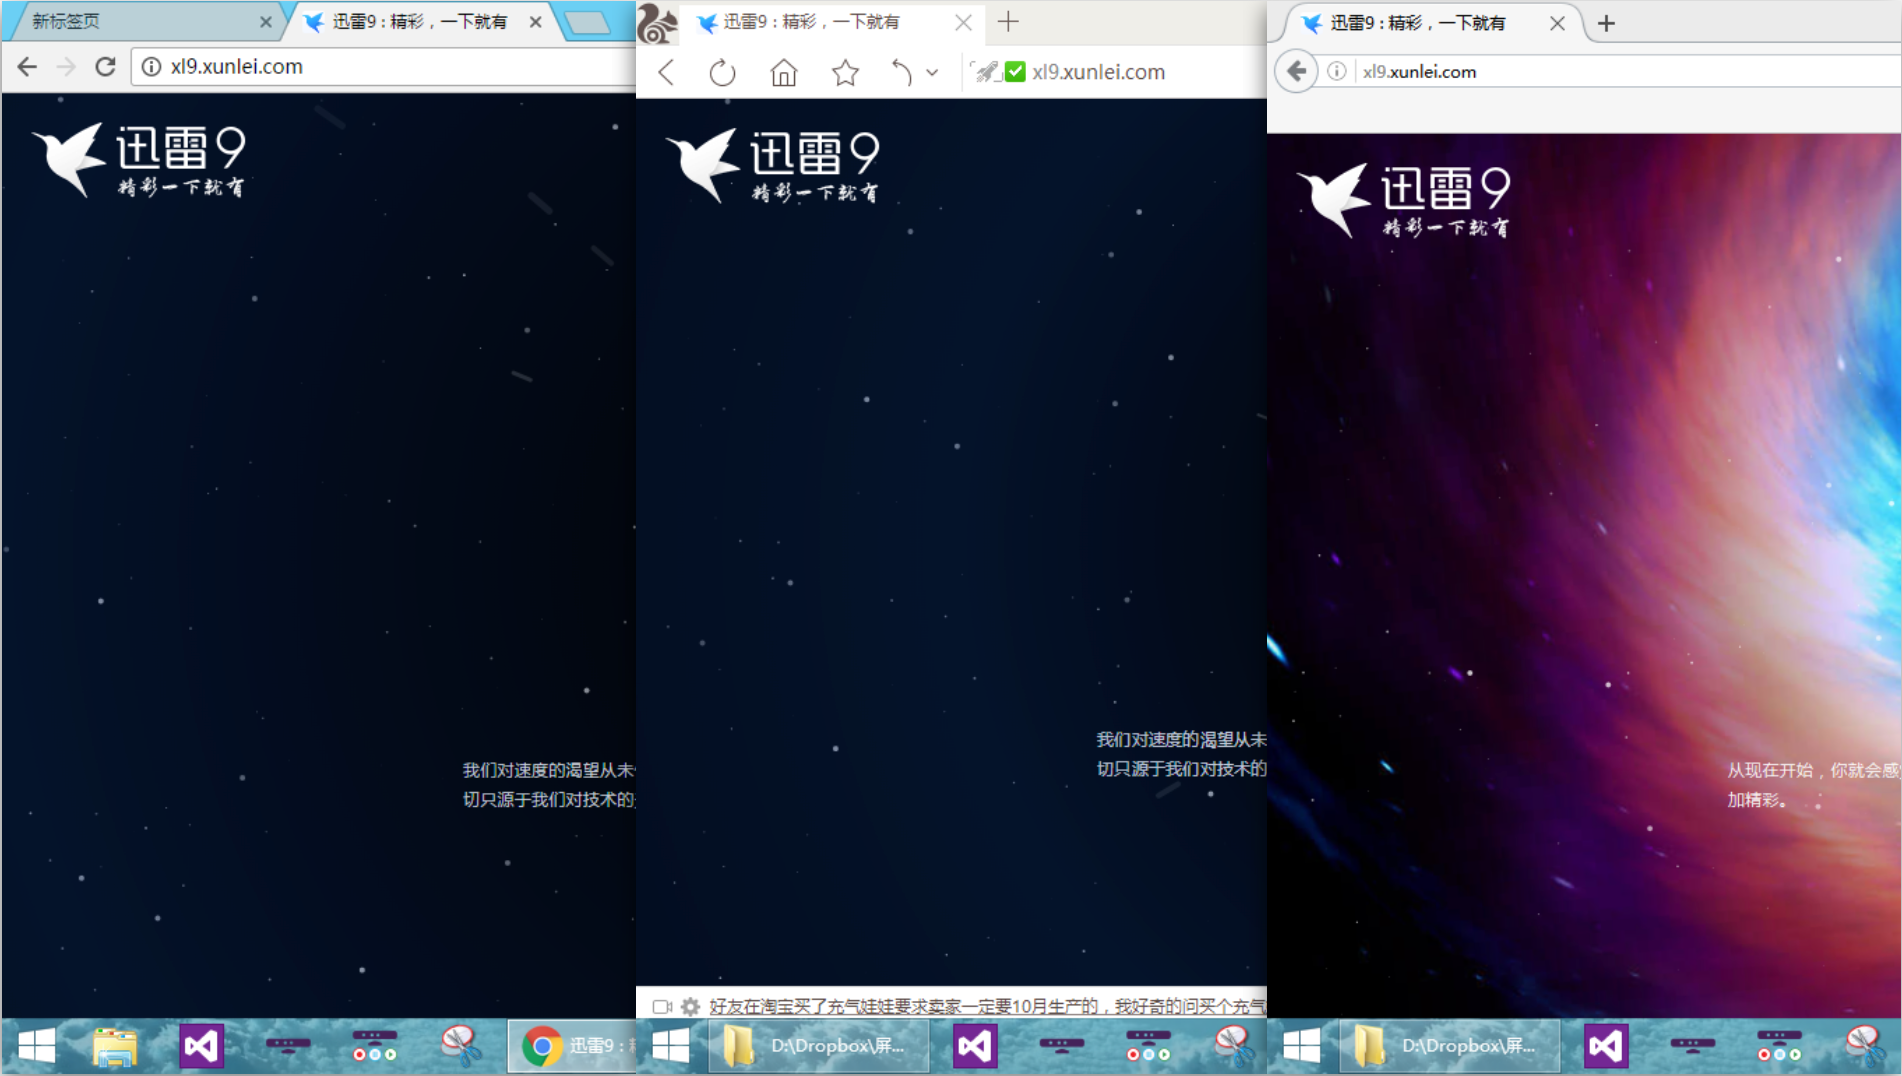 新标签页
迅雷9：精彩，一下就有
xl9.xunlei.com
迅雷9
精彩一下就有
我们对速度的渴望从未
切只源于我们对技术的
迅雷9：
迅雷9：精彩，一下就有
xl9.xunlei.com
迅雷9
精彩一下就有
我们对速度的渴望从未
切只源于我们对技术的
好友在淘宝买了充气娃娃要求卖家一定要10月生产的，我好奇的问买个充气
D:\Dropbox\屏...
迅雷9：精彩，一下就有
xl9.xunlei.com
迅雷9
精彩一下就有
从现在开始，你就会感
加精彩。
D:\Dropbox\屏...